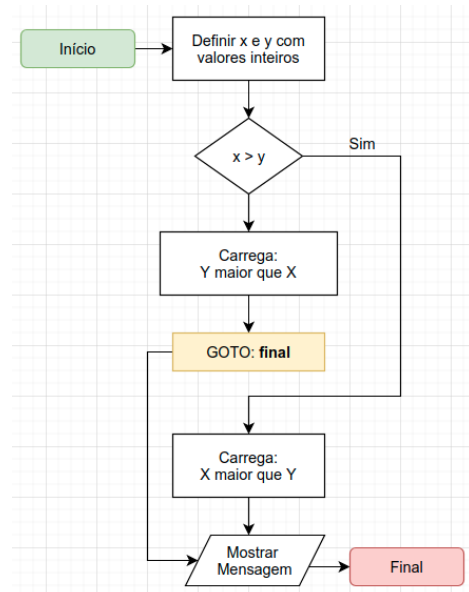 Início
Definir x e y com
valores inteiros
x > y
Sim
Carrega:
Y maior que X
GOTO: final
Carrega:
X maior que Y
Mostrar
Mensagem
Final